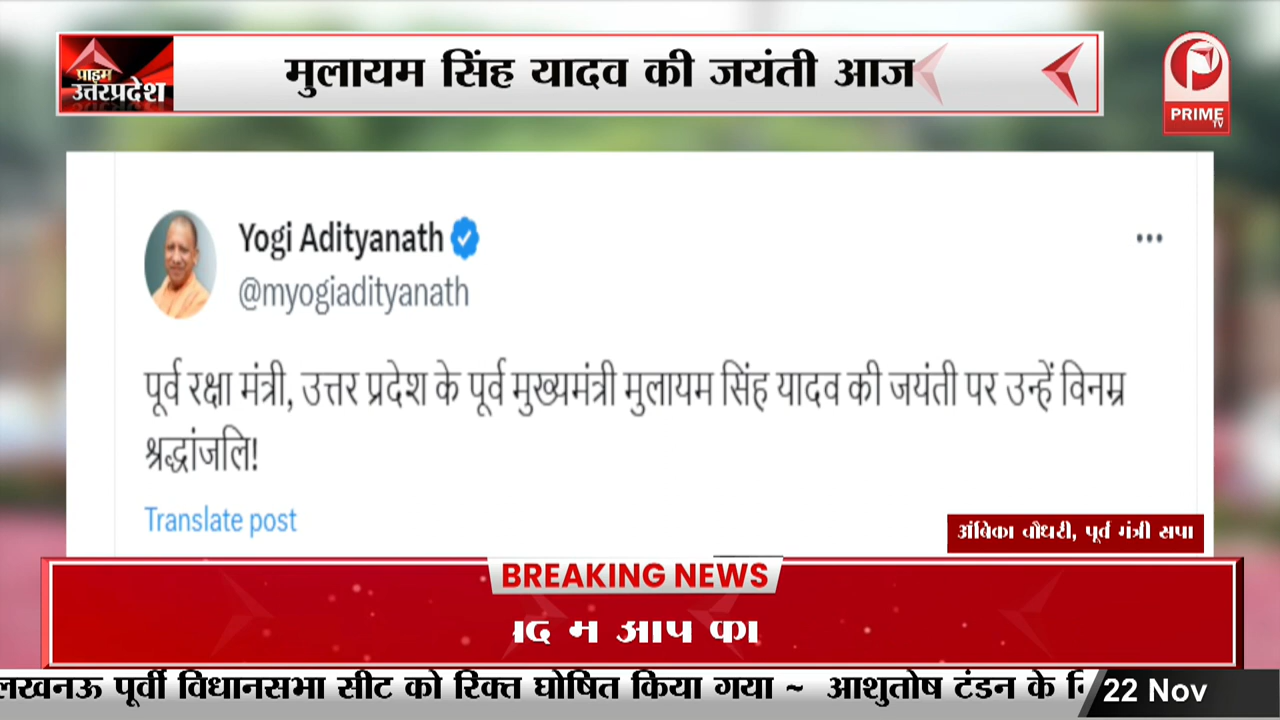 प्राइम
उत्तरप्रदेश
मुलायम सिंह यादव की जयंती आज
PRIME
TV
Yogi Adityanath
@myogiadityanath
पूर्व रक्षा मंत्री, उत्तर प्रदेश के पूर्व मुख्यमंत्री मुलायम सिंह यादव की जयंती पर उन्हें विनम्र
श्रद्धांजलि!
Translate post
अंबिका चौधरी, पूर्व मंत्री सपा
BREAKING NEWS
आप का
लखनऊ पूर्वी विधानसभा सीट को रिक्त घोषित किया गया ~ आशुतोष टंडन के
22 Nov